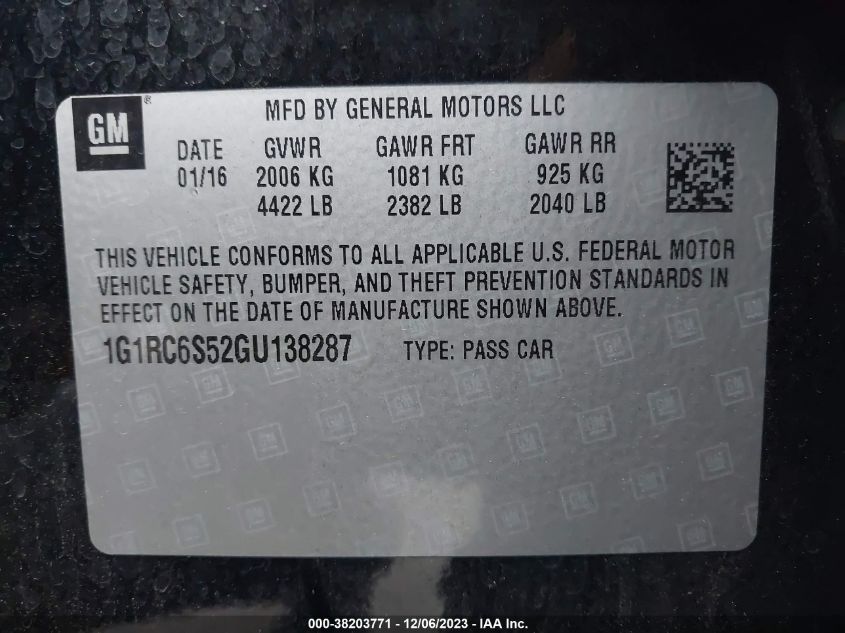 GM®
MFD BY GENERAL MOTORS LLC
DATE GVWR GAWR FRT GAWR RR
01/16 2006 KG 1081 KG 925 KG
4422 LB 2382 LB 2040 LB
THIS VEHICLE CONFORMS TO ALL APPLICABLE U.S. FEDERAL MOTOR
VEHICLE SAFETY, BUMPER, AND THEFT PREVENTION STANDARDS IN
EFFECT ON THE DATE OF MANUFACTURE SHOWN ABOVE.
1G1RC6S52GU138287 TYPE: PASS CAR
000-38203771 - 12/06/2023 - IAA Inc.